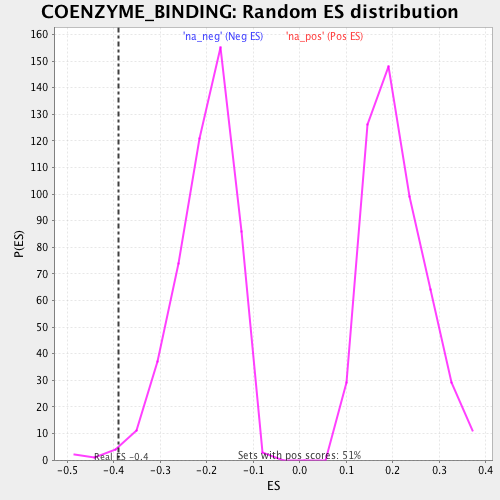 COENZYME_BINDING: Random ES distribution
'na_neg' (Neg ES) 'na_pos' (Pos ES)
160
150
140
130
120
110
100
90
80
70
60
50
40
30
20
10
0
P(ES)
Real ES -0.4
Sets with pos scores: 51%
-0.5 -0.4 -0.3 -0.2 -0.1 0.0 0.1 0.2 0.3 0.4
ES